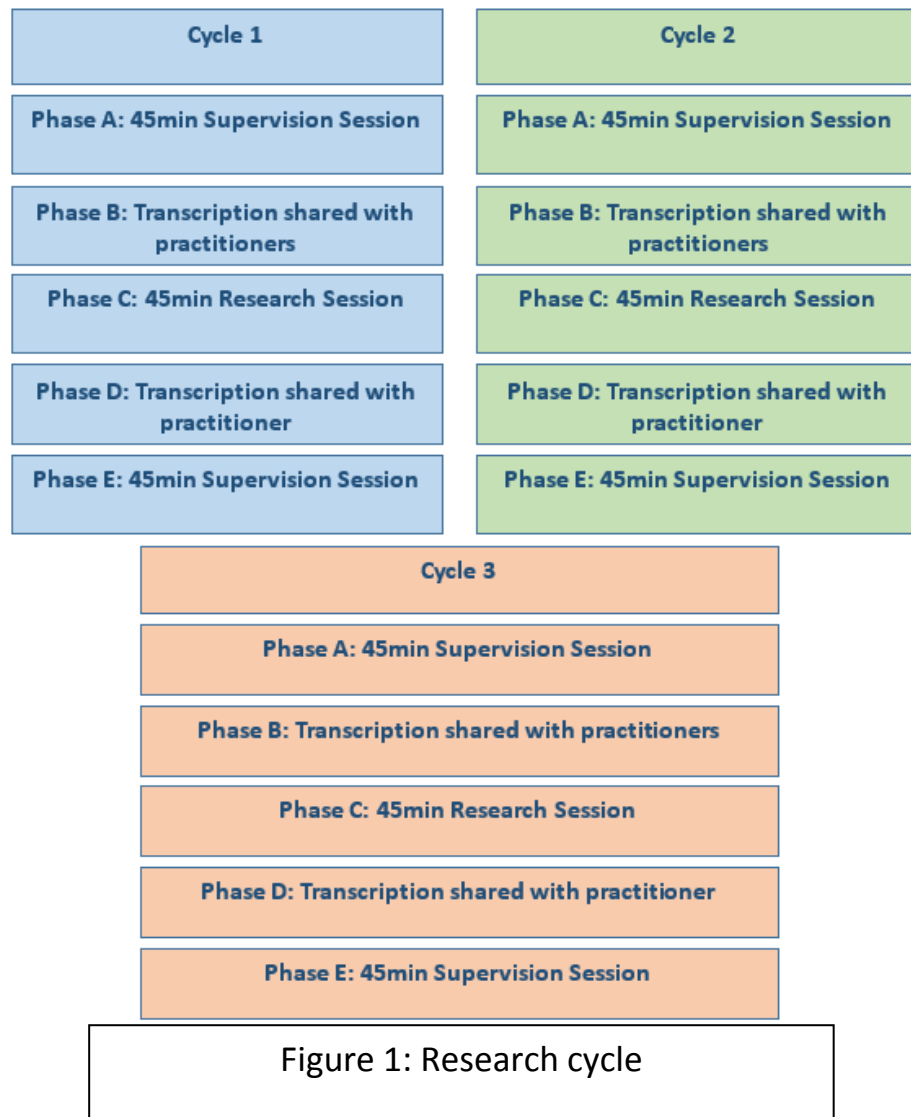 Cycle 1
Phase A: 45min Supervision Session
Phase B: Transcription shared with
practitioners
Phase C: 45min Research Session
Phase D: Transcription shared with
practitioner
Phase E: 45min Supervision Session
Cycle 2
Phase A: 45min Supervision Session
Phase B: Transcription shared with
practitioners
Phase C: 45min Research Session
Phase D: Transcription shared with
practitioner
Phase E: 45min Supervision Session
Cycle 3
Phase A: 45min Supervision Session
Phase B: Transcription shared with practitioners
Phase C: 45min Research Session
Phase D: Transcription shared with practitioner
Phase E: 45min Supervision Session
Figure 1: Research cycle